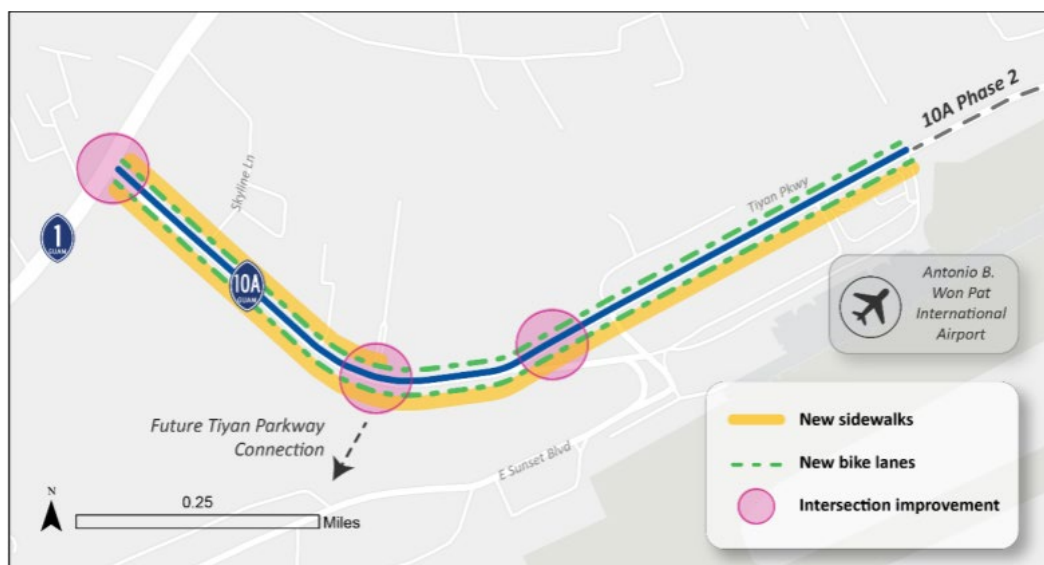 10A Phase 2
Skyline Ln
Tiyan Pkwy
1
GUAM
10A
GUAM
Antonio B.
Won Pat
International
Airport
Future Tiyan Parkway
Connection
E Sunset Blvd
New sidewalks
New bike lanes
Intersection improvement
N
0.25
Miles